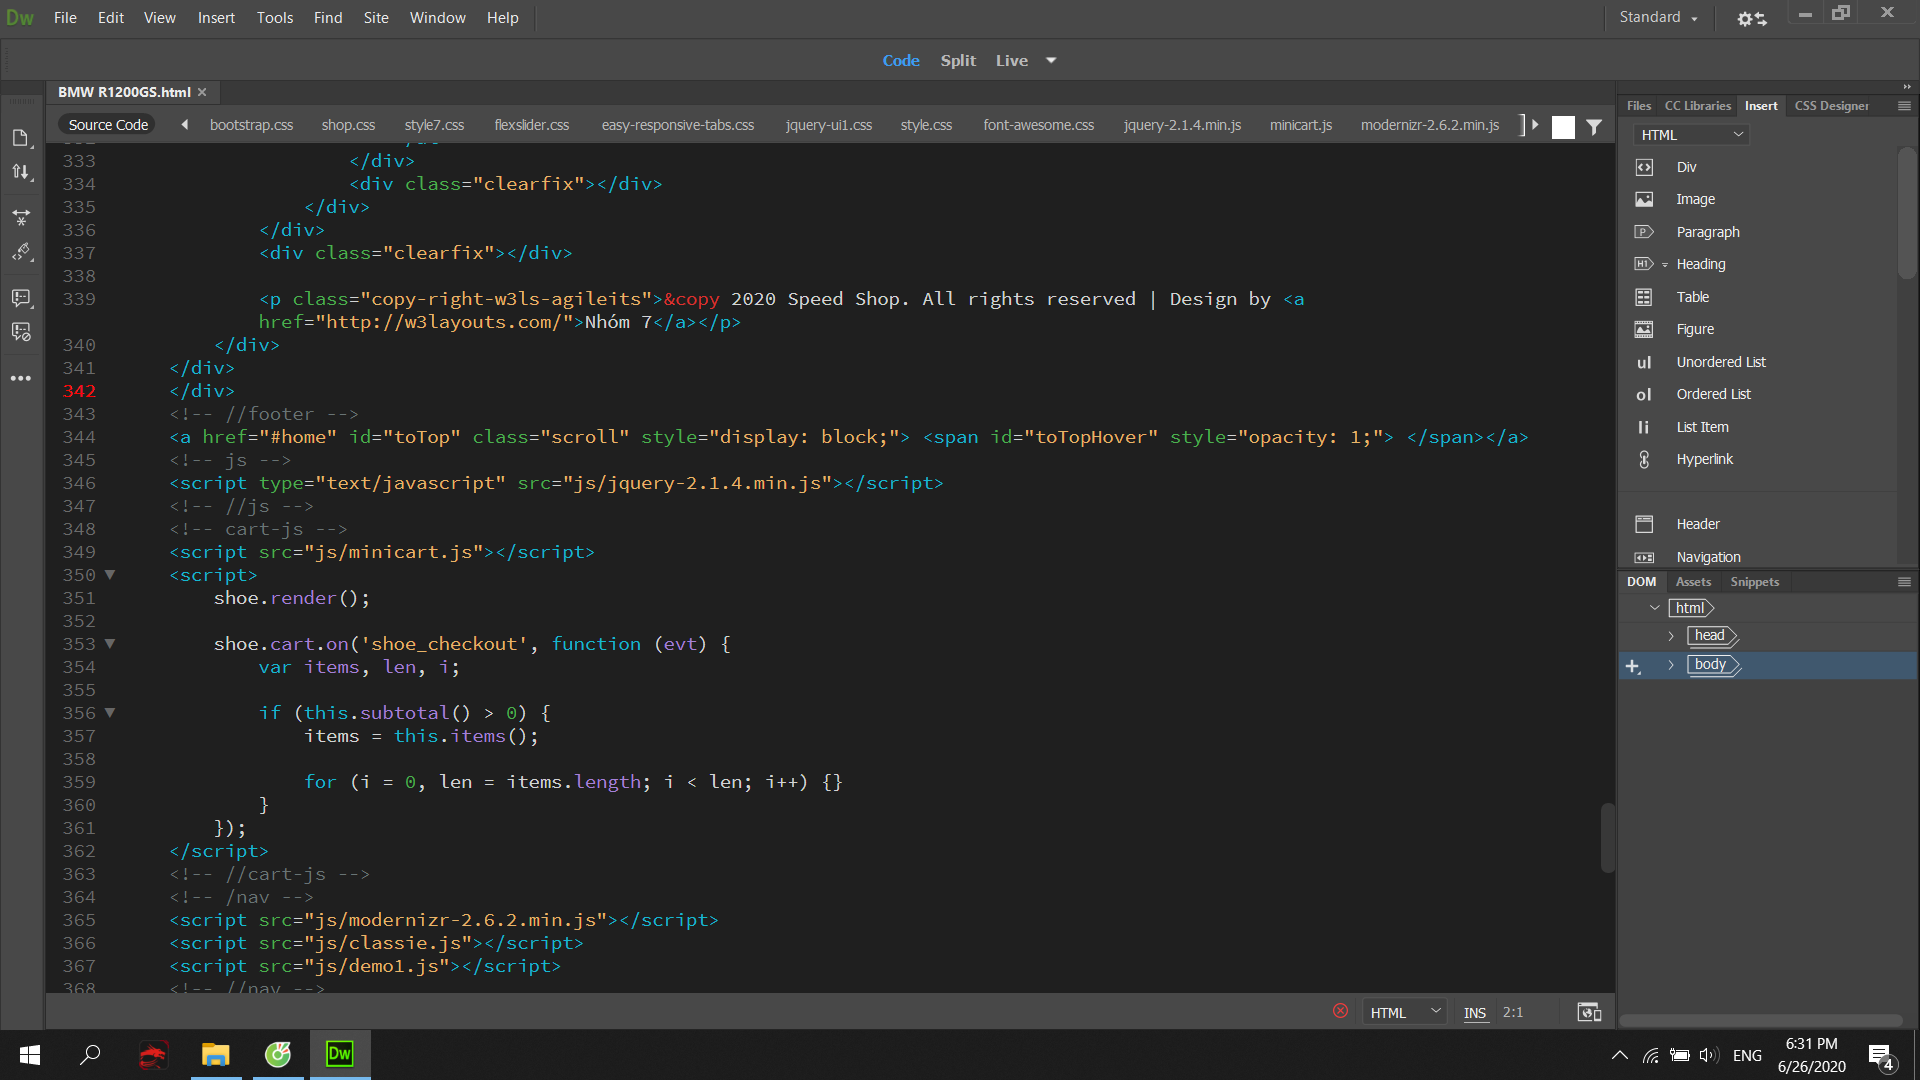 Dw File Edit View Insert Tools Find Site Window Help Standard
Code Split Live
BMW R1200GS.html
Source Code bootstrap.css shop.css style7.css flexslider.css easy-responsive-tabs.css jquery-ui1.css style.css font-awesome.css jquery-2.1.4.min.js minicart.js modernizr-2.6.2.min.js
333 </div>
334 <div class="clearfix"></div>
335 </div>
336 </div>
337 <div class="clearfix"></div>
338
339 <p class="copy-right-w3ls-agileits">&copy 2020 Speed Shop. All rights reserved | Design by <a
href="http://w3layouts.com/">Nhóm 7</a></p>
340 </div>
341 </div>
342 </div>
343 <!-- //footer -->
344 <a href="#home" id="toTop" class="scroll" style="display: block;"> <span id="toTopHover" style="opacity: 1;"> </span></a>
345 <!-- js -->
346 <script type="text/javascript" src="js/jquery-2.1.4.min.js"></script>
347 <!-- //js -->
348 <!-- cart-js -->
349 <script src="js/minicart.js"></script>
350 <script>
351 shoe.render();
352
353 shoe.cart.on('shoe_checkout', function (evt) {
354 var items, len, i;
355
356 if (this.subtotal() > 0) {
357 items = this.items();
358
359 for (i = 0, len = items.length; i < len; i++) {}
360 }
361 });
362 </script>
363 <!-- //cart-js -->
364 <!-- /nav -->
365 <script src="js/modernizr-2.6.2.min.js"></script>
366 <script src="js/classie.js"></script>
367 <script src="js/demo1.js"></script>
368 <!-- //nav -->
HTML INS 2:1
Files CC Libraries Insert CSS Designer
HTML
Div
Image
P Paragraph
H1 Heading
Table
Figure
ul Unordered List
ol Ordered List
li List Item
Hyperlink
Header
Navigation
DOM Assets Snippets
html
head
body
Dw
ENG
6:31 PM
6/26/2020
4